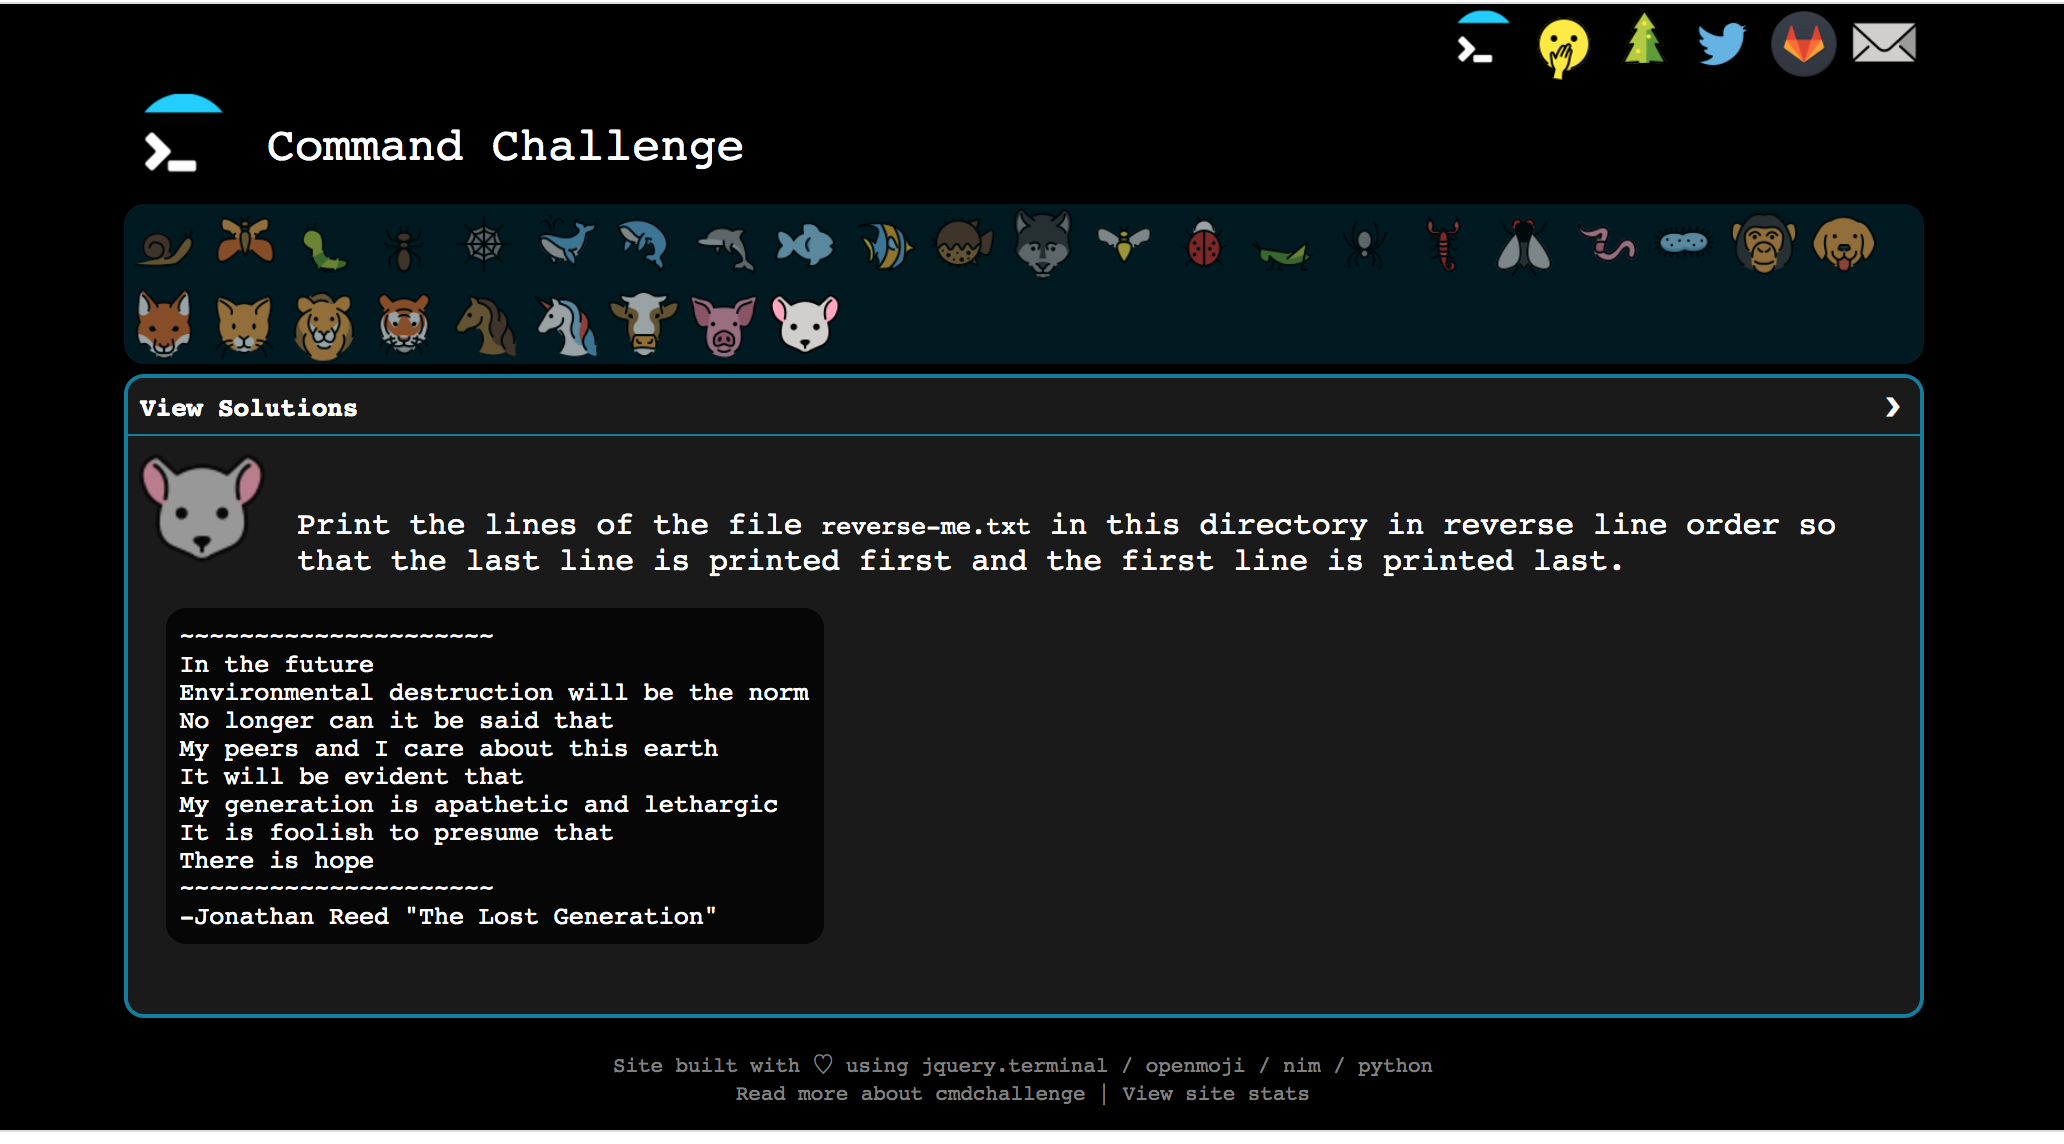 Command Challenge
View Solutions
Print the lines of the file reverse-me.txt in this directory in reverse line order so
that the last line is printed first and the first line is printed last.
~~~~~~~~~~~~~~~~~~~~~
In the future
Environmental destruction will be the norm
No longer can it be said that
My peers and I care about this earth
It will be evident that
My generation is apathetic and lethargic
It is foolish to presume that
There is hope
~~~~~~~~~~~~~~~~~~~~~
-Jonathan Reed "The Lost Generation"
Site built with ♡ using jquery.terminal / openmoji / nim / python
Read more about cmdchallenge | View site stats